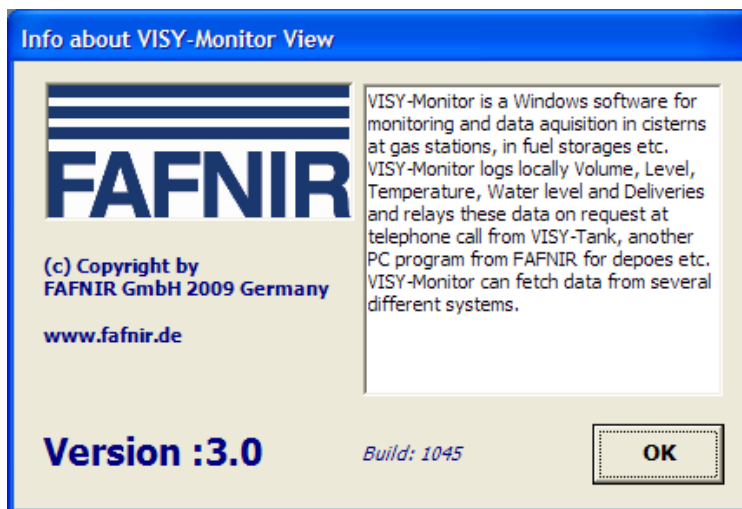 Info about VISY-Monitor View
FAFNIR
(c) Copyright by
FAFNIR GmbH 2009 Germany
www.fafnir.de
VISY-Monitor is a Windows software for
monitoring and data aquisition in cisterns
at gas stations, in fuel storages etc.
VISY-Monitor logs locally Volume, Level,
Temperature, Water level and Deliveries
and relays these data on request at
telephone call from VISY-Tank, another
PC program from FAFNIR for depoes etc.
VISY-Monitor can fetch data from several
different systems.
Version :3.0
Build: 1045
OK